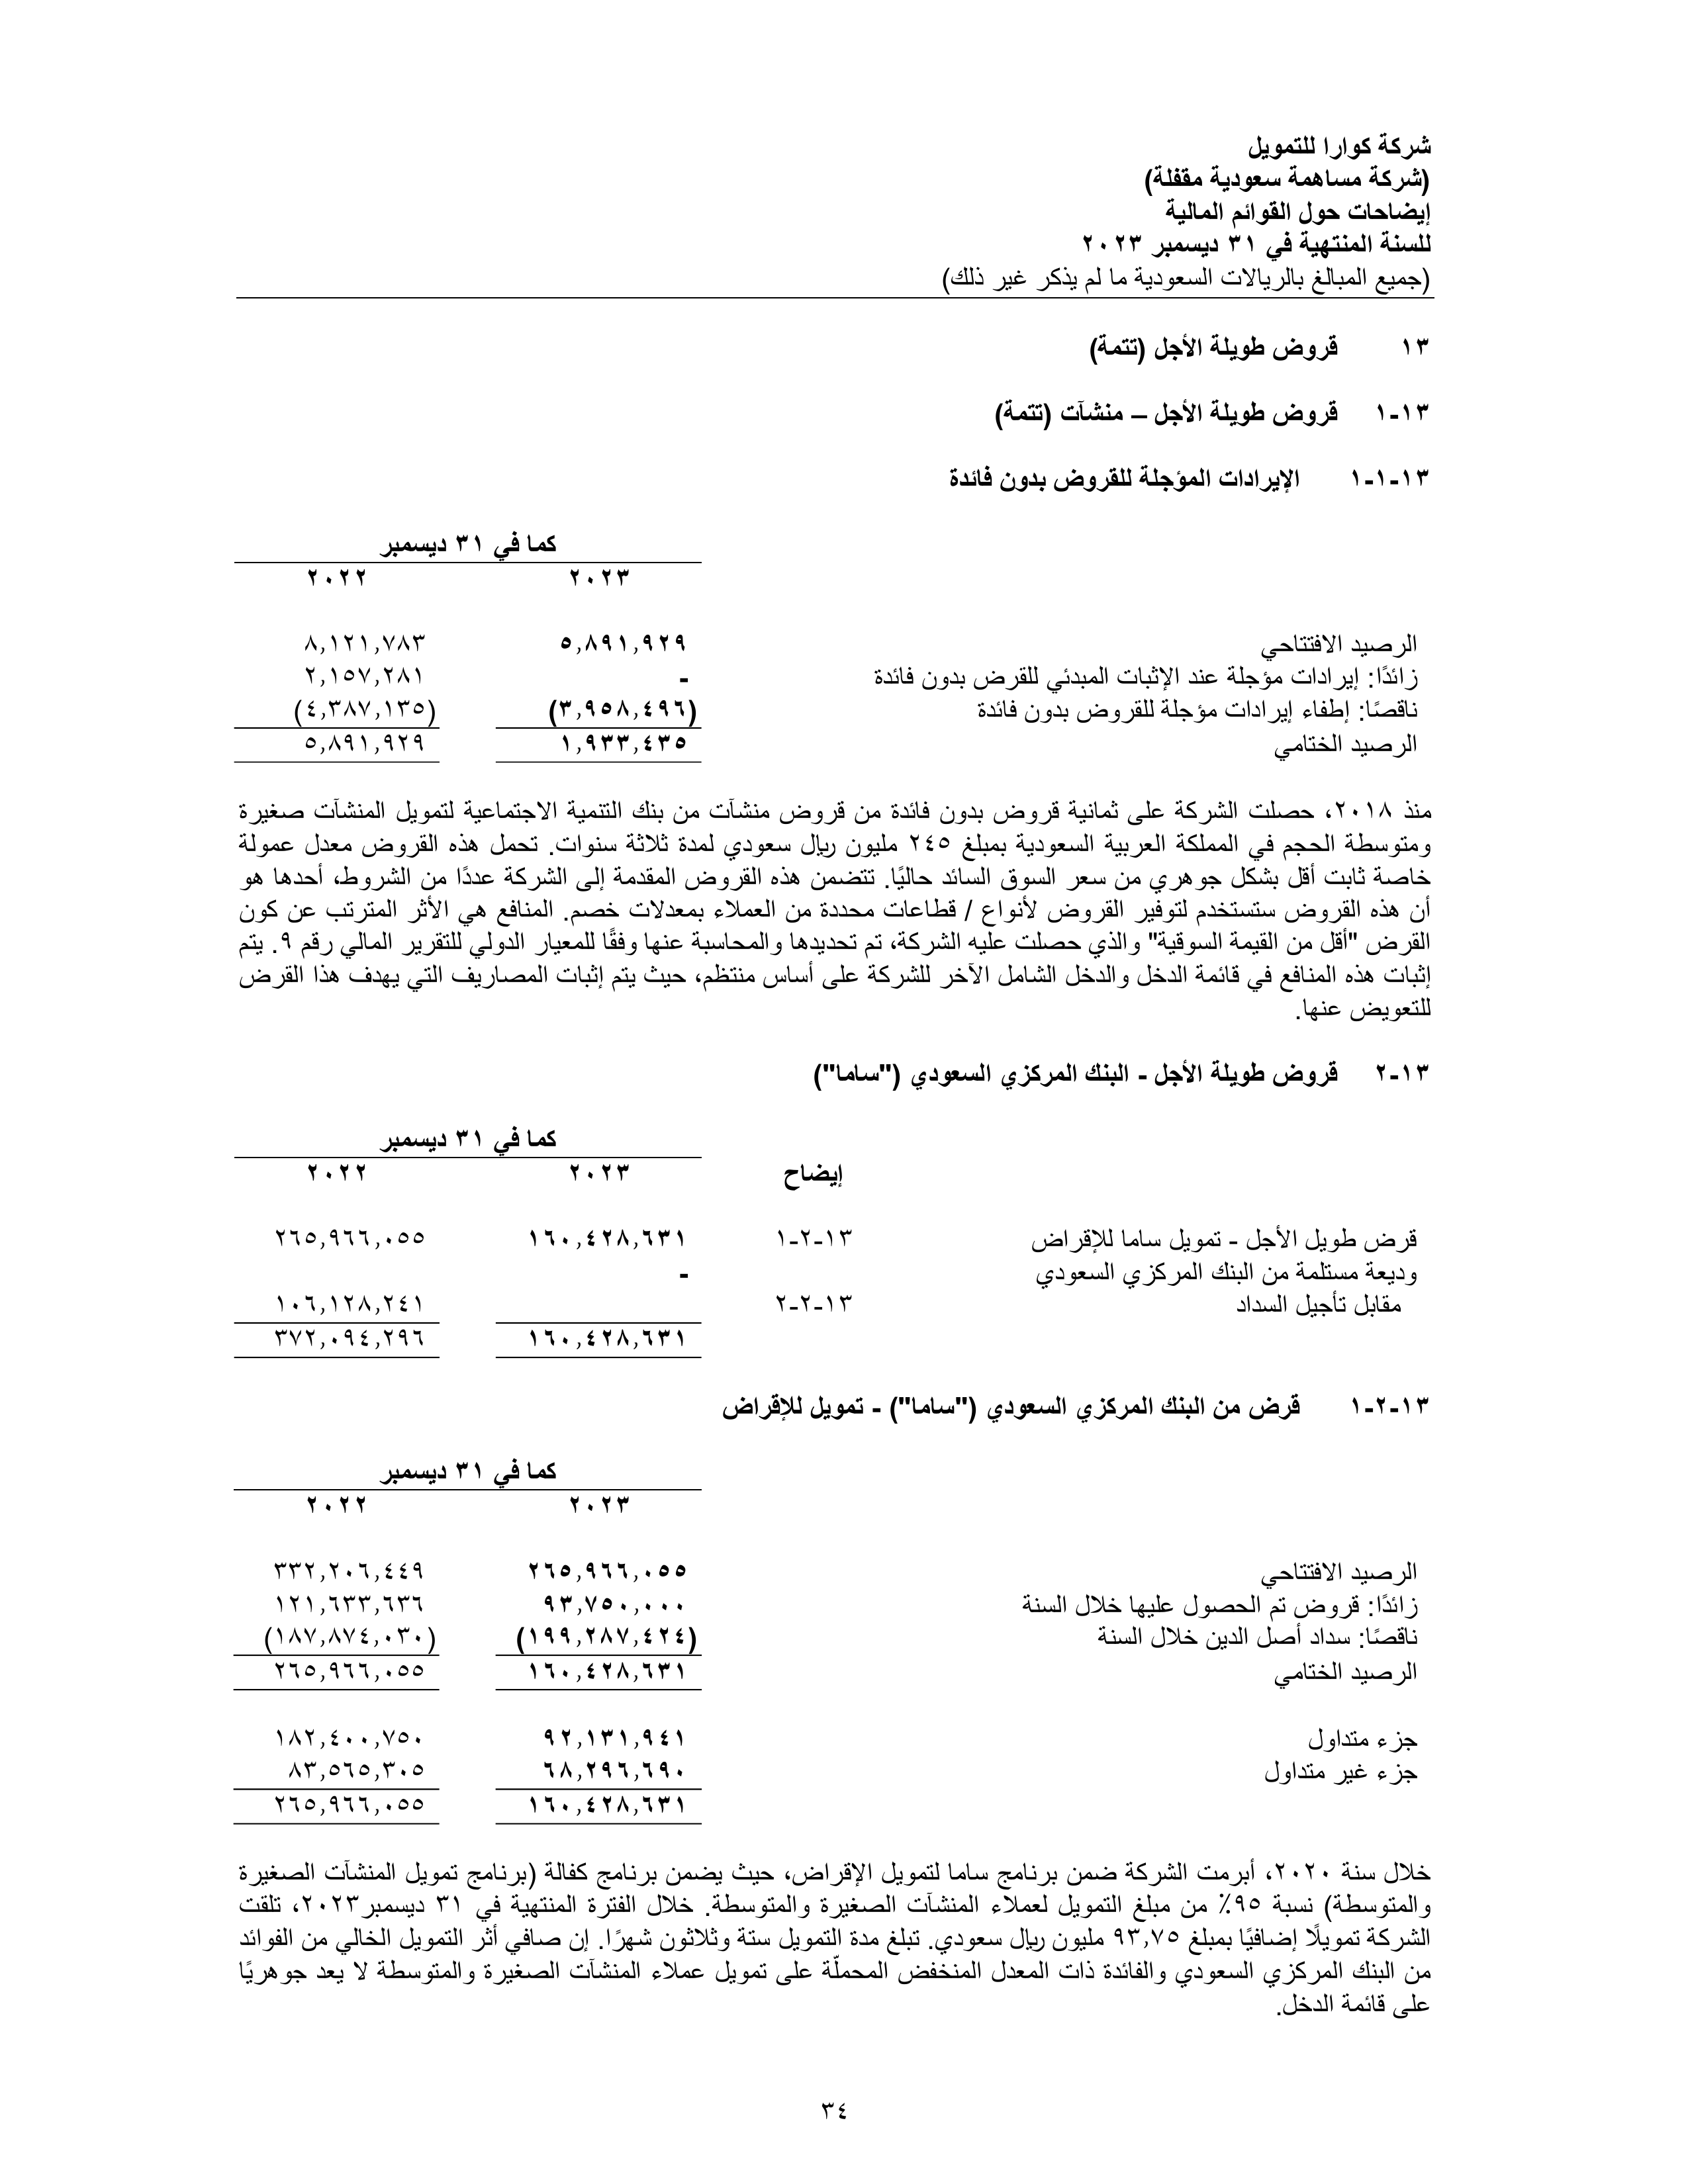 شركة كوارا للتمويل
(شركة مساهمة سعودية مقفلة)
إيضاحات حول القوائم المالية
للسنة المنتهية في ٣١ ديسمبر ٢٠٢٣
(جميع المبالغ بالريالات السعودية ما لم يذكر غير ذلك)
١٣ قروض طويلة الأجل (تتمة)
١٣-١ قروض طويلة الأجل – منشآت (تتمة)
١٣-١-١ الإيرادات المؤجلة للقروض بدون فائدة
كما في ٣١ ديسمبر
٢٠٢٣ ٢٠٢٢
الرصيد الافتتاحي ٥,٨٩١,٩٢٩ ٨,١٢١,٧٨٣
زائدًا: إيرادات مؤجلة عند الإثبات المبدئي للقرض بدون فائدة - ٢,١٥٧,٢٨١
ناقصًا: إطفاء إيرادات مؤجلة للقروض بدون فائدة (٣,٩٥٨,٤٩٦) (٤,٣٨٧,١٣٥)
الرصيد الختامي ١,٩٣٣,٤٣٥ ٥,٨٩١,٩٢٩
منذ ٢٠١٨، حصلت الشركة على ثمانية قروض بدون فائدة من قروض منشآت من بنك التنمية الاجتماعية لتمويل المنشآت صغيرة
ومتوسطة الحجم في المملكة العربية السعودية بمبلغ ٢٤٥ مليون ريال سعودي لمدة ثلاثة سنوات. تحمل هذه القروض معدل عمولة
خاصة ثابت أقل بشكل جوهري من سعر السوق السائد حاليًا. تتضمن هذه القروض المقدمة إلى الشركة عددًا من الشروط، أحدها هو
أن هذه القروض ستستخدم لتوفير القروض لأنواع / قطاعات محددة من العملاء بمعدلات خصم. المنافع هي الأثر المترتب عن كون
القرض "أقل من القيمة السوقية" والذي حصلت عليه الشركة، تم تحديدها والمحاسبة عنها وفقًا للمعيار الدولي للتقرير المالي رقم ٩. يتم
إثبات هذه المنافع في قائمة الدخل والدخل الشامل الآخر للشركة على أساس منتظم، حيث يتم إثبات المصاريف التي يهدف هذا القرض
للتعويض عنها.
١٣-٢ قروض طويلة الأجل - البنك المركزي السعودي ("ساما")
كما في ٣١ ديسمبر
إيضاح ٢٠٢٣ ٢٠٢٢
قرض طويل الأجل - تمويل ساما للإقراض ١٣-٢-١ ١٦٠,٤٢٨,٦٣١ ٢٦٥,٩٦٦,٠٥٥
وديعة مستلمة من البنك المركزي السعودي -
مقابل تأجيل السداد ١٣-٢-٢ ١٠٦,١٢٨,٢٤١
١٦٠,٤٢٨,٦٣١ ٣٧٢,٠٩٤,٢٩٦
١٣-٢-١ قرض من البنك المركزي السعودي ("ساما") - تمويل للإقراض
كما في ٣١ ديسمبر
٢٠٢٣ ٢٠٢٢
الرصيد الافتتاحي ٢٦٥,٩٦٦,٠٥٥ ٣٣٢,٢٠٦,٤٤٩
زائدًا: قروض تم الحصول عليها خلال السنة ٩٣,٧٥٠,٠٠٠ ١٢١,٦٣٣,٦٣٦
ناقصًا: سداد أصل الدين خلال السنة (١٩٩,٢٨٧,٤٢٤) (١٨٧,٨٧٤,٠٣٠)
الرصيد الختامي ١٦٠,٤٢٨,٦٣١ ٢٦٥,٩٦٦,٠٥٥
جزء متداول ٩٢,١٣١,٩٤١ ١٨٢,٤٠٠,٧٥٠
جزء غير متداول ٦٨,٢٩٦,٦٩٠ ٨٣,٥٦٥,٣٠٥
١٦٠,٤٢٨,٦٣١ ٢٦٥,٩٦٦,٠٥٥
خلال سنة ٢٠٢٠، أبرمت الشركة ضمن برنامج ساما لتمويل الإقراض، حيث يضمن برنامج كفالة (برنامج تمويل المنشآت الصغيرة
والمتوسطة) نسبة ٩٥٪ من مبلغ التمويل لعملاء المنشآت الصغيرة والمتوسطة. خلال الفترة المنتهية في ٣١ ديسمبر٢٠٢٣، تلقت
الشركة تمويلًا إضافيًا بمبلغ ٩٣,٧٥ مليون ريال سعودي. تبلغ مدة التمويل ستة وثلاثون شهرًا. إن صافي أثر التمويل الخالي من الفوائد
من البنك المركزي السعودي والفائدة ذات المعدل المنخفض المحملّة على تمويل عملاء المنشآت الصغيرة والمتوسطة لا يعد جوهريًا
على قائمة الدخل.
٣٤